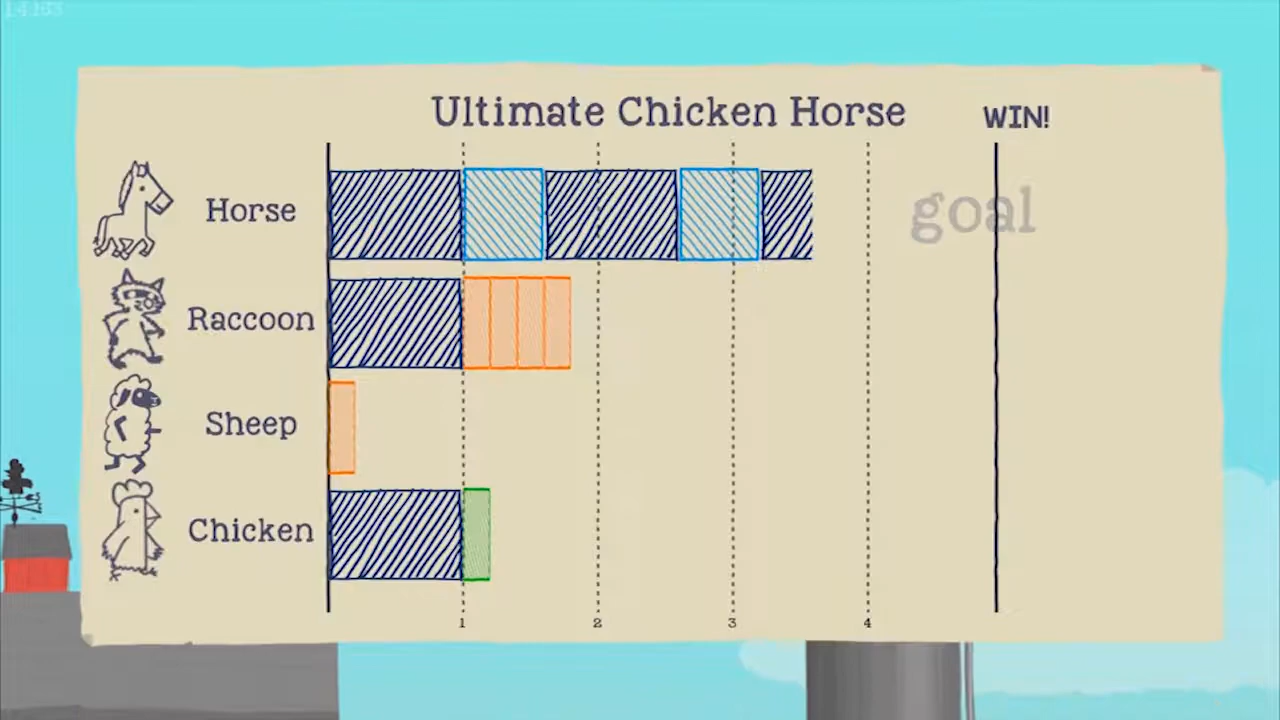 Ultimate Chicken Horse
WIN!
Horse
goal
Raccoon
Sheep
Chicken
1 2 3 4